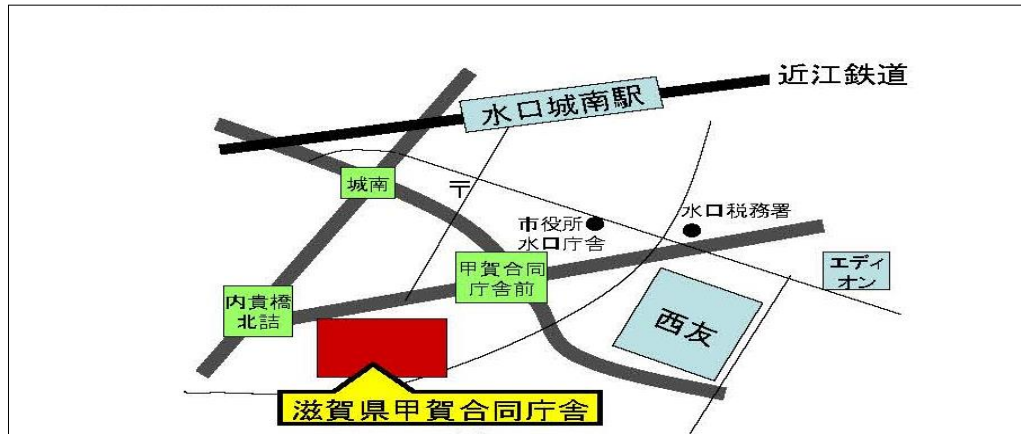 近江鉄道
水口城南駅
城南
〒
市役所
水口庁舎
水口税務署
甲賀合同
庁舎前
エディ
オン
内貴橋
北詰
西友
滋賀県甲賀合同庁舎